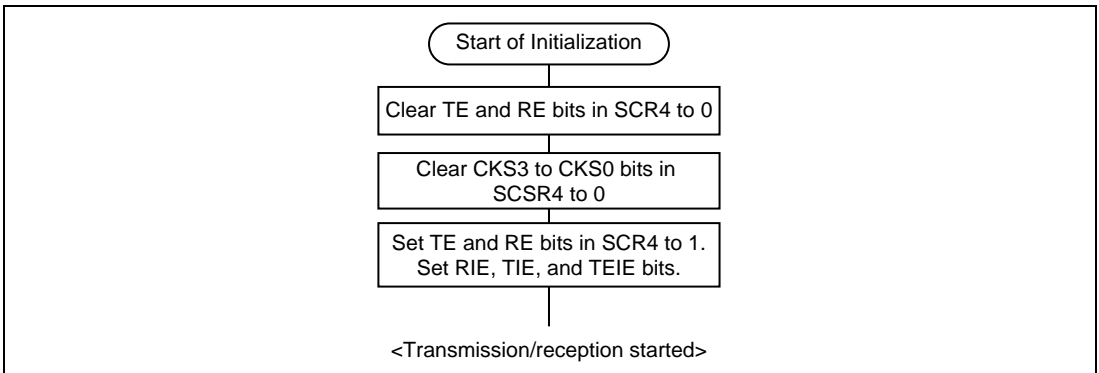 Start of Initialization
Clear TE and RE bits in SCR4 to 0
Clear CKS3 to CKS0 bits in
SCSR4 to 0
Set TE and RE bits in SCR4 to 1.
Set RIE, TIE, and TEIE bits.
<Transmission/reception started>